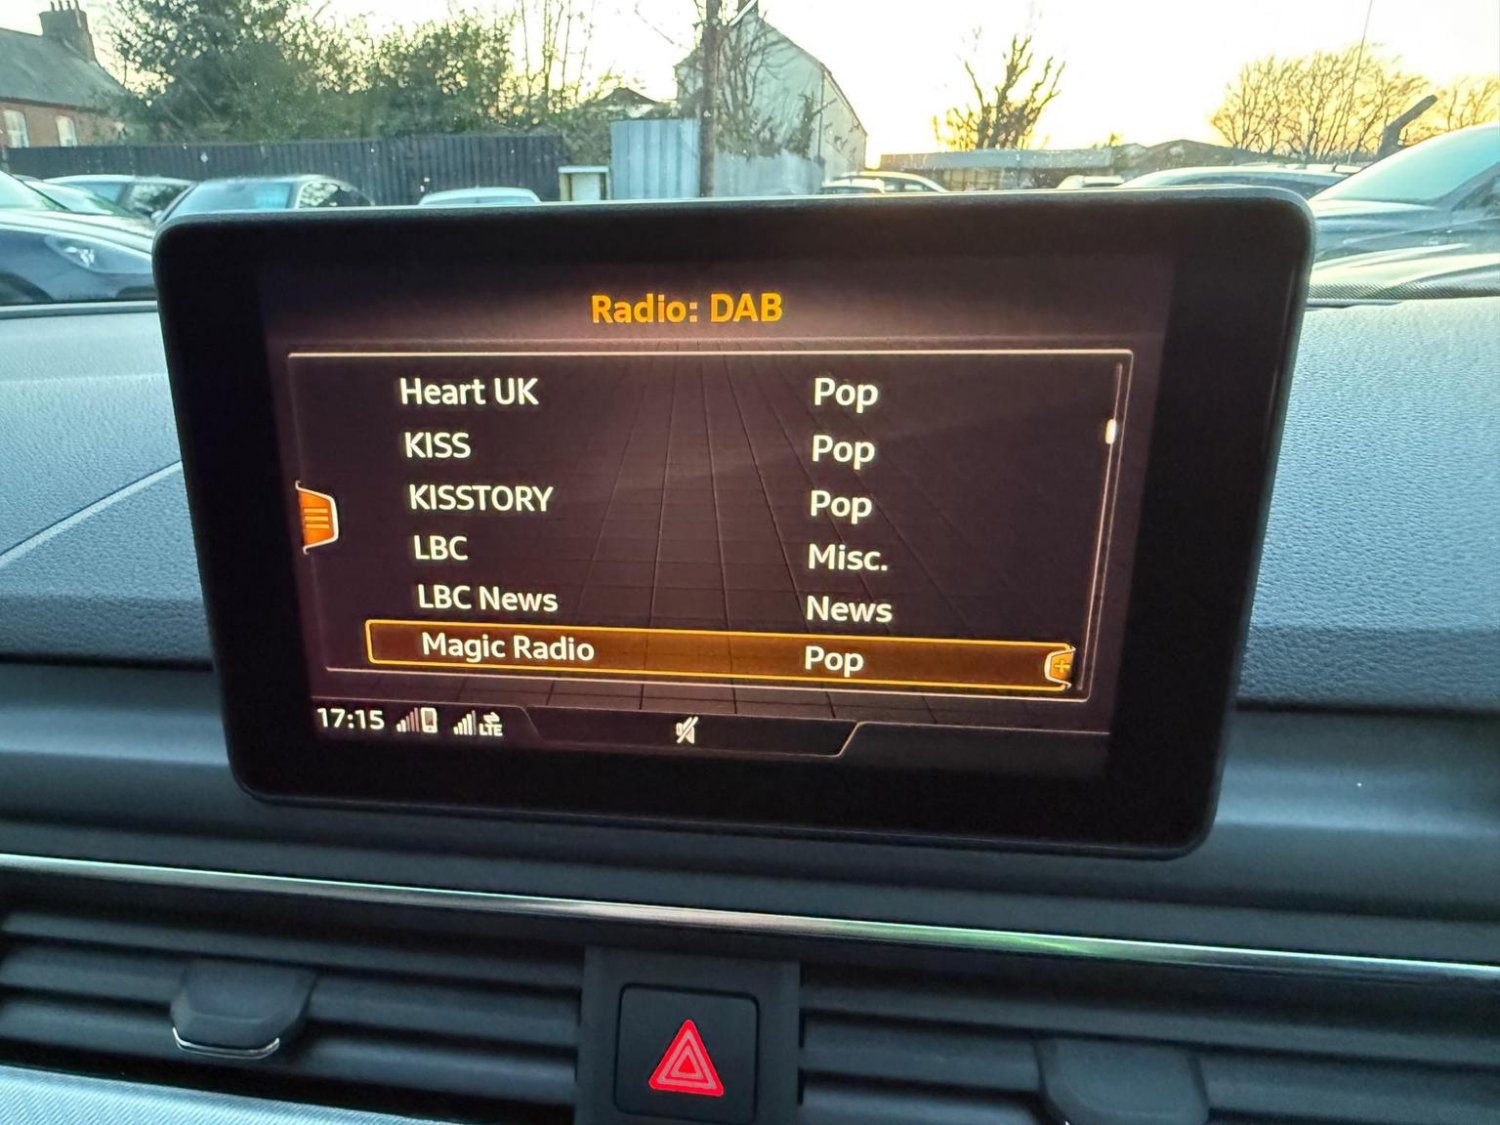 Radio: DAB
Heart UK Pop
KISS Pop
KISSTORY Pop
LBC Misc.
LBC News News
Magic Radio Pop
17:15 LTE